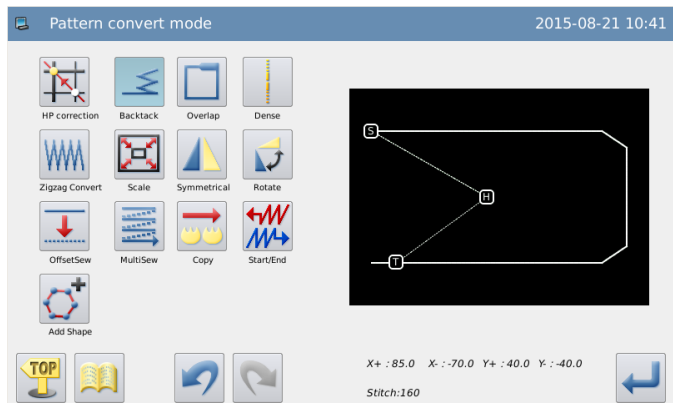 Pattern convert mode 2015-08-21 10:41
HP correction Backtack Overlap Dense
S
Zigzag Convert Scale Symmetrical Rotate
H
OffsetSew MultiSew Copy Start/End
T
Add Shape
TOP
X+ : 85.0 X- : -70.0 Y+ : 40.0 Y- : -40.0
Stitch:160